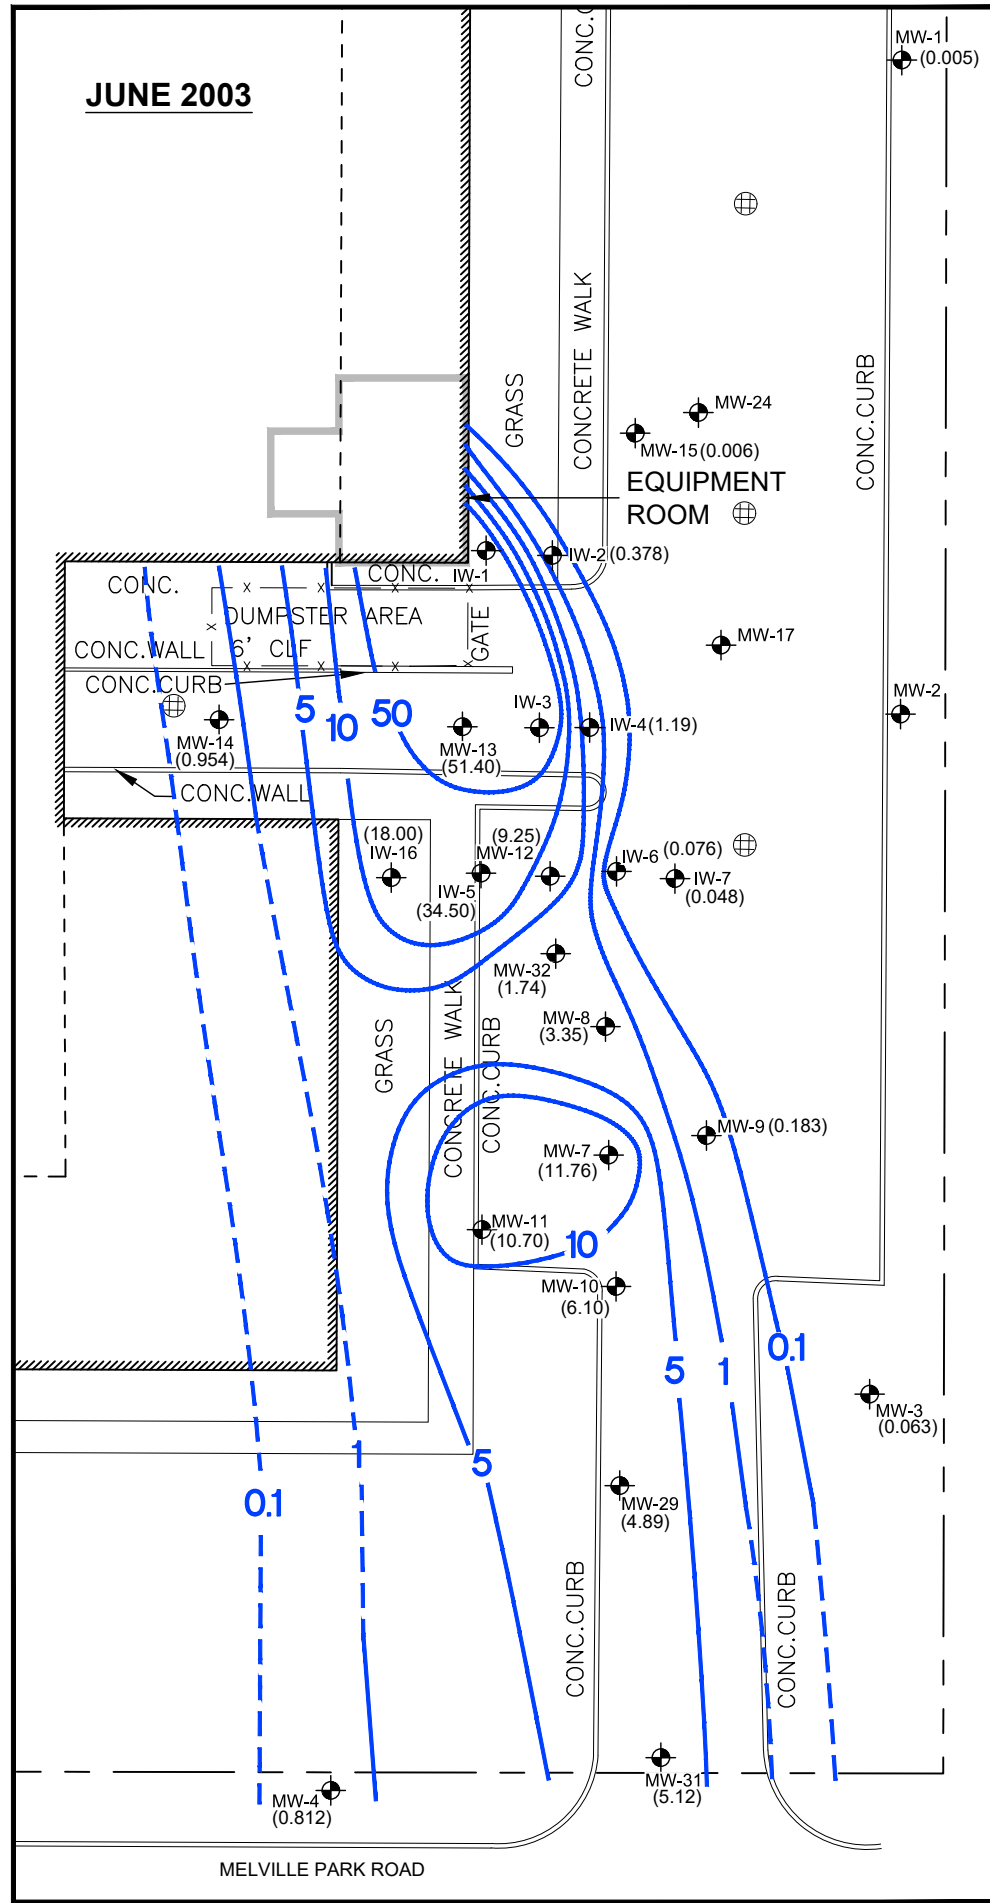 JUNE 2003
CONC.C
MW-1
(0.005)
CONC.CURB
CONCRETE WALK
GRASS
MW-24
MW-15 (0.006)
EQUIPMENT
ROOM
IW-1
IW-2 (0.378)
CONC.
CONC.
DUMPSTER AREA
6' CLF
GATE
CONC.WALL
CONC.CURB
MW-17
MW-2
5
10
50
MW-14
(0.954)
MW-13
(51.40)
IW-3
IW-4 (1.19)
CONC.WALL
(18.00)
IW-16
(9.25)
MW-12
IW-5
(34.50)
IW-6
(0.076)
IW-7
(0.048)
MW-32
(1.74)
MW-8
(3.35)
GRASS
CONCRETE WALK
CONC.CURB
MW-9 (0.183)
MW-7
(11.76)
MW-11
(10.70)
10
MW-10
(6.10)
5
1
0.1
MW-3
(0.063)
1
5
0.1
MW-29
(4.89)
CONC.CURB
CONC.CURB
MW-31
(5.12)
MW-4
(0.812)
MELVILLE PARK ROAD